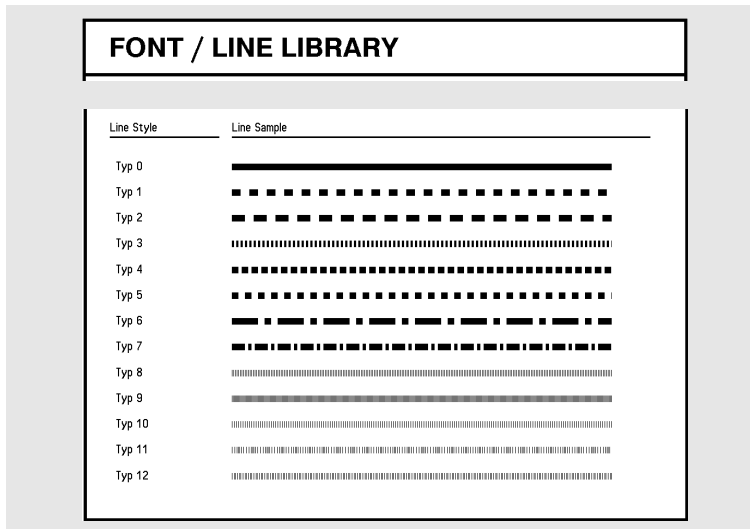 FONT / LINE LIBRARY
Line Style Line Sample
Typ 0
Typ 1
Typ 2
Typ 3
Typ 4
Typ 5
Typ 6
Typ 7
Typ 8
Typ 9
Typ 10
Typ 11
Typ 12